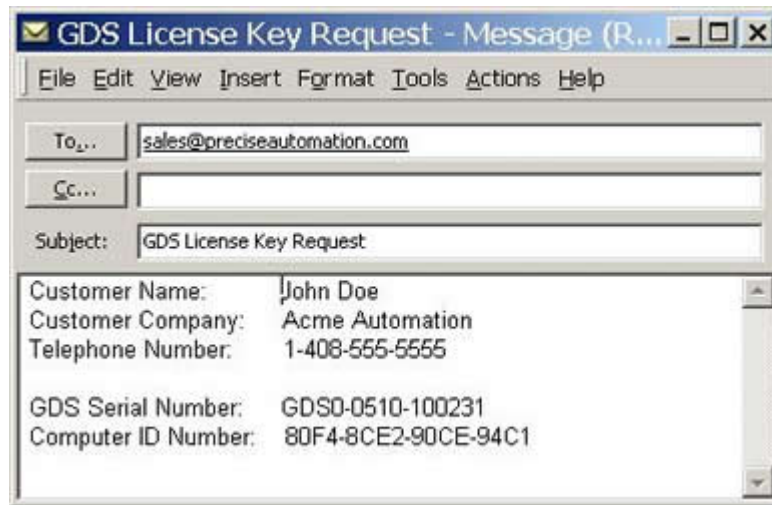 GDS License Key Request - Message (R...
File Edit View Insert Format Tools Actions Help
To... sales@preciseautomation.com
Cc...
Subject: GDS License Key Request
Customer Name: John Doe
Customer Company: Acme Automation
Telephone Number: 1-408-555-5555
GDS Serial Number: GDS0-0510-100231
Computer ID Number: 80F4-8CE2-90CE-94C1